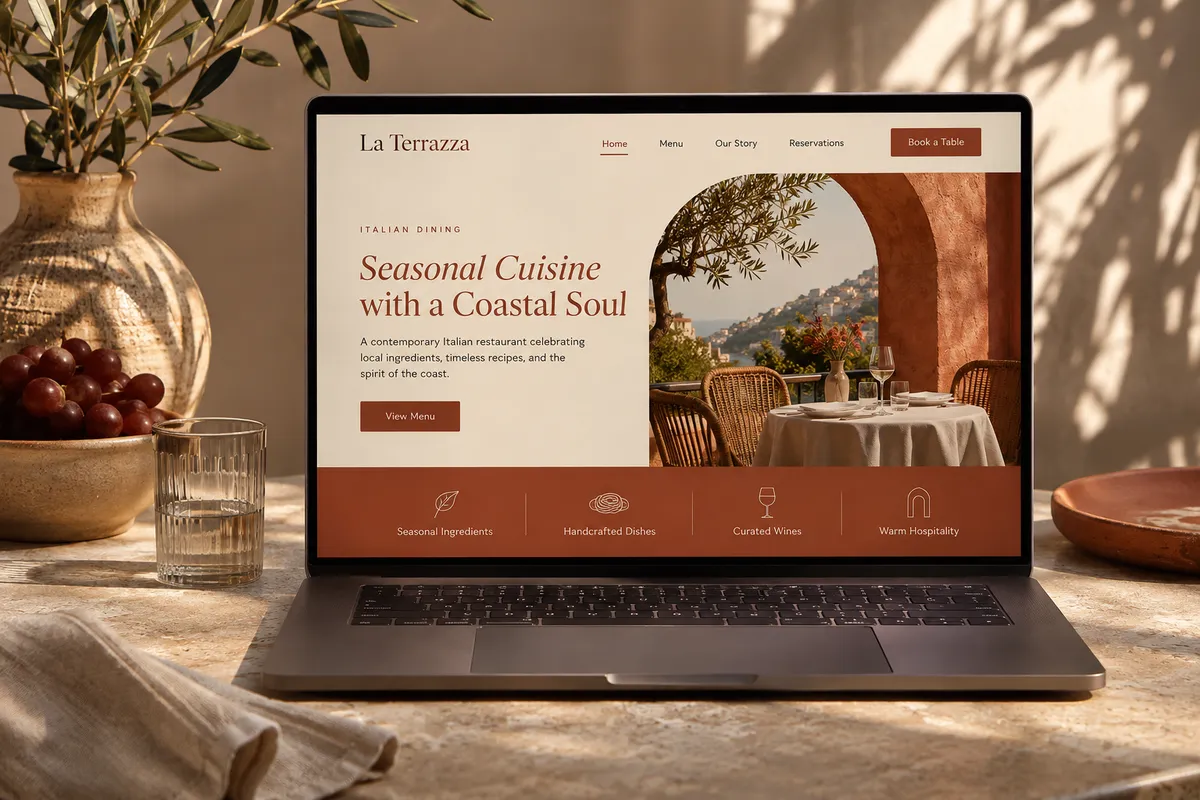 La Terrazza
Home
Menu
Our Story
Reservations
Book a Table
ITALIAN DINING
Seasonal Cuisine
with a Coastal Soul
A contemporary Italian restaurant celebrating
local ingredients, timeless recipes, and the
spirit of the coast.
View Menu
Seasonal Ingredients
Handcrafted Dishes
Curated Wines
Warm Hospitality